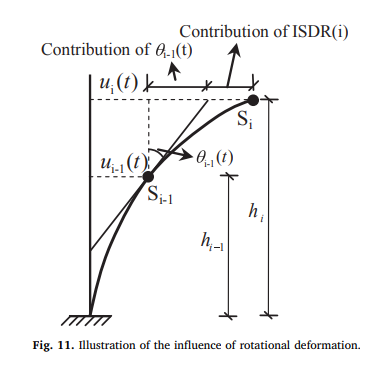 Contribution of ISDR(i)
Contribution of θᵢ₋₁(t)
uᵢ(t)
Sᵢ
uᵢ₋₁(t)
θᵢ₋₁(t)
Sᵢ₋₁
hᵢ
hᵢ₋₁
Fig. 11. Illustration of the influence of rotational deformation.